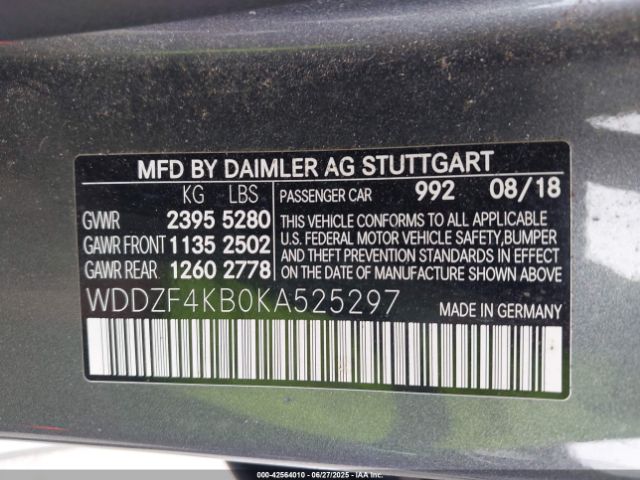 MFD BY DAIMLER AG STUTTGART
KG LBS PASSENGER CAR 992 08/18
GVWR 2395 5280
GAWR FRONT 1135 2502
GAWR REAR 1260 2778
THIS VEHICLE CONFORMS TO ALL APPLICABLE
U.S. FEDERAL MOTOR VEHICLE SAFETY,BUMPER
AND THEFT PREVENTION STANDARDS IN EFFECT
ON THE DATE OF MANUFACTURE SHOWN ABOVE.
WDDZF4KB0KA525297
MADE IN GERMANY
000-42564010 - 06/27/2025 - IAA Inc.